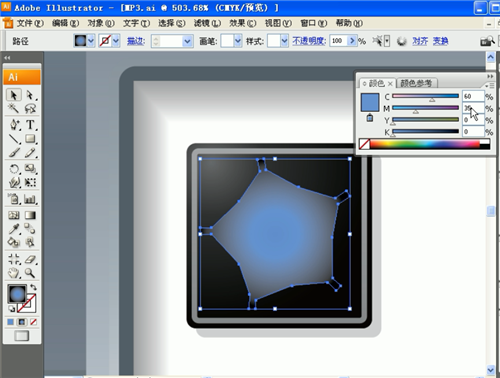 Adobe Illustrator - [MP3.ai @ 503.68% (CMYK/预览) ]
文件 编辑 对象 文字 选择(S) 滤镜(L) 效果(C) 视图(V) 窗口 帮助(H)
路径 描边: 画笔: 样式: 不透明度: 100 % 对齐 变换
颜色 × 颜色参考
Ai
C 60 %
M 35 %
Y 0 %
K 0 %
T